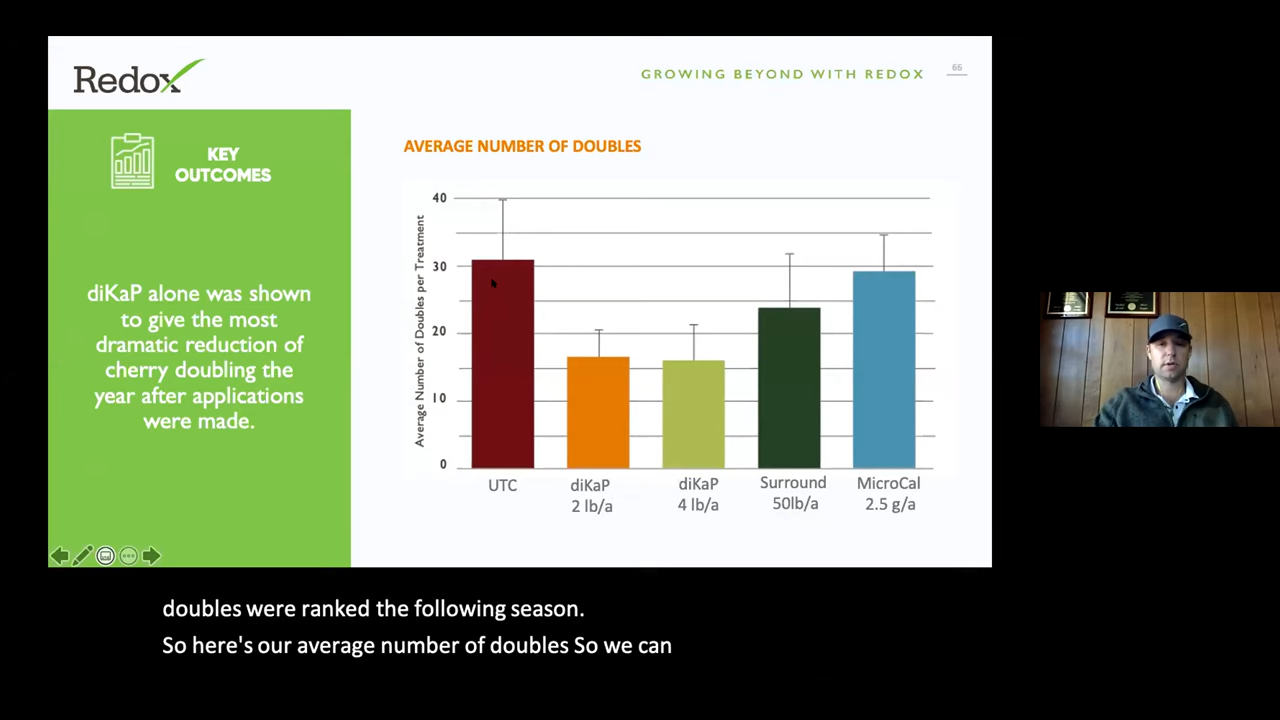 Redox
GROWING BEYOND WITH REDOX
66
KEY
OUTCOMES
diKaP alone was shown
to give the most
dramatic reduction of
cherry doubling the
year after applications
were made.
AVERAGE NUMBER OF DOUBLES
Average Number of Doubles per Treatment
40
30
20
10
0
UTC
diKaP
2 lb/a
diKaP
4 lb/a
Surround
50lb/a
MicroCal
2.5 g/a
doubles were ranked the following season.
So here's our average number of doubles So we can